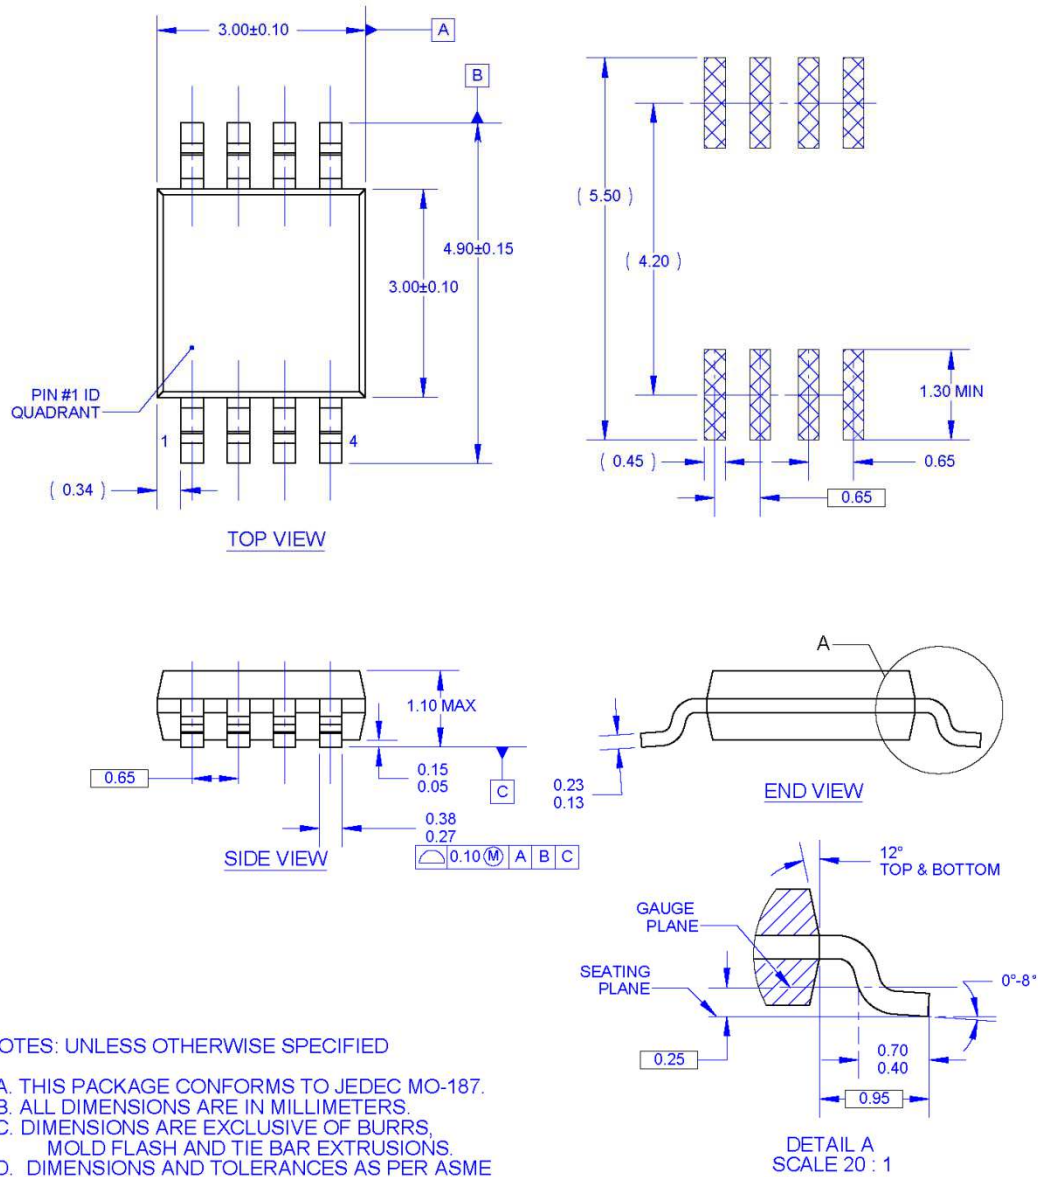 3.00±0.10
A
B
( 5.50 )
( 4.20 )
4.90±0.15
3.00±0.10
PIN #1 ID
QUADRANT
1
4
1.30 MIN
( 0.34 )
( 0.45 )
0.65
0.65
TOP VIEW
A
1.10 MAX
0.65
0.15
0.05
C
0.23
0.13
END VIEW
0.38
0.27
SIDE VIEW
0.10 Ⓜ A B C
12°
TOP & BOTTOM
GAUGE
PLANE
SEATING
PLANE
0°-8°
0.25
0.70
0.40
0.95
DETAIL A
SCALE 20 : 1
OTES: UNLESS OTHERWISE SPECIFIED
A. THIS PACKAGE CONFORMS TO JEDEC MO-187.
B. ALL DIMENSIONS ARE IN MILLIMETERS.
C. DIMENSIONS ARE EXCLUSIVE OF BURRS,
MOLD FLASH AND TIE BAR EXTRUSIONS.
D. DIMENSIONS AND TOLERANCES AS PER ASME